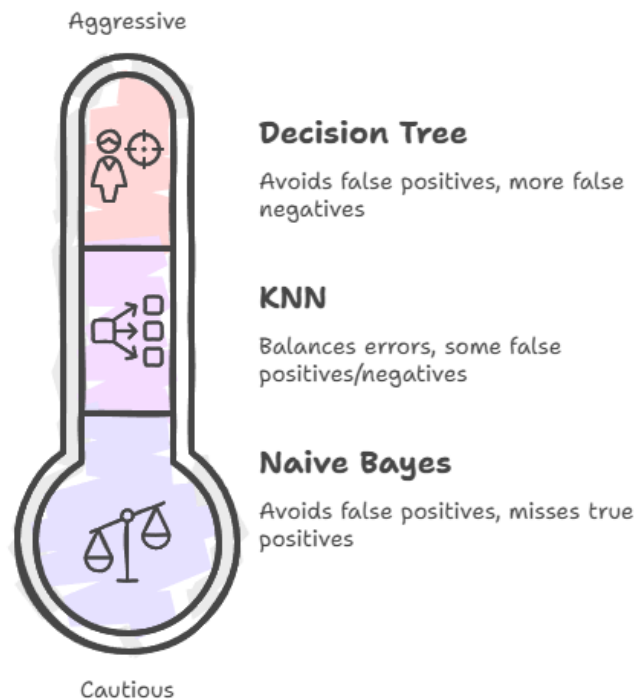 Aggressive
Decision Tree
Avoids false positives, more false
negatives
KNN
Balances errors, some false
positives/negatives
Naive Bayes
Avoids false positives, misses true
positives
Cautious